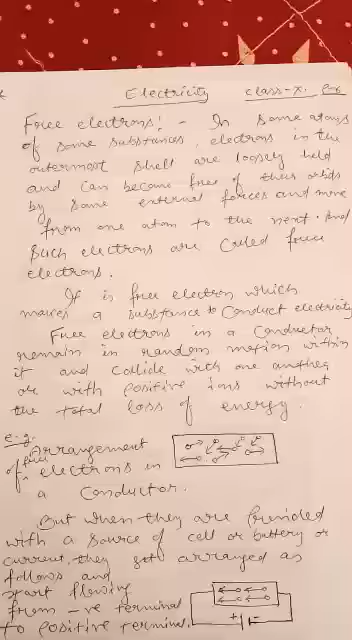 Electricity class-X.
Free electrons:- In some atoms
of some substances, electrons in the
outermost shell are loosely held
and can become free of their orbits
by some external forces and move
from one atom to the next. And
Such electrons are called free
electrons.
It is free electron which
makes a substance to conduct electricity
Free electrons in a conductor
remain in random motion within
it and collide with one another
or with positive ions without
the total loss of energy.
e-g. Arrangement
of free electrons in
a conductor.
But when they are provided
with a source of cell or battery or
current, they get arranged as
follows and
start flowing
from -ve terminal
to positive terminal.
+ -